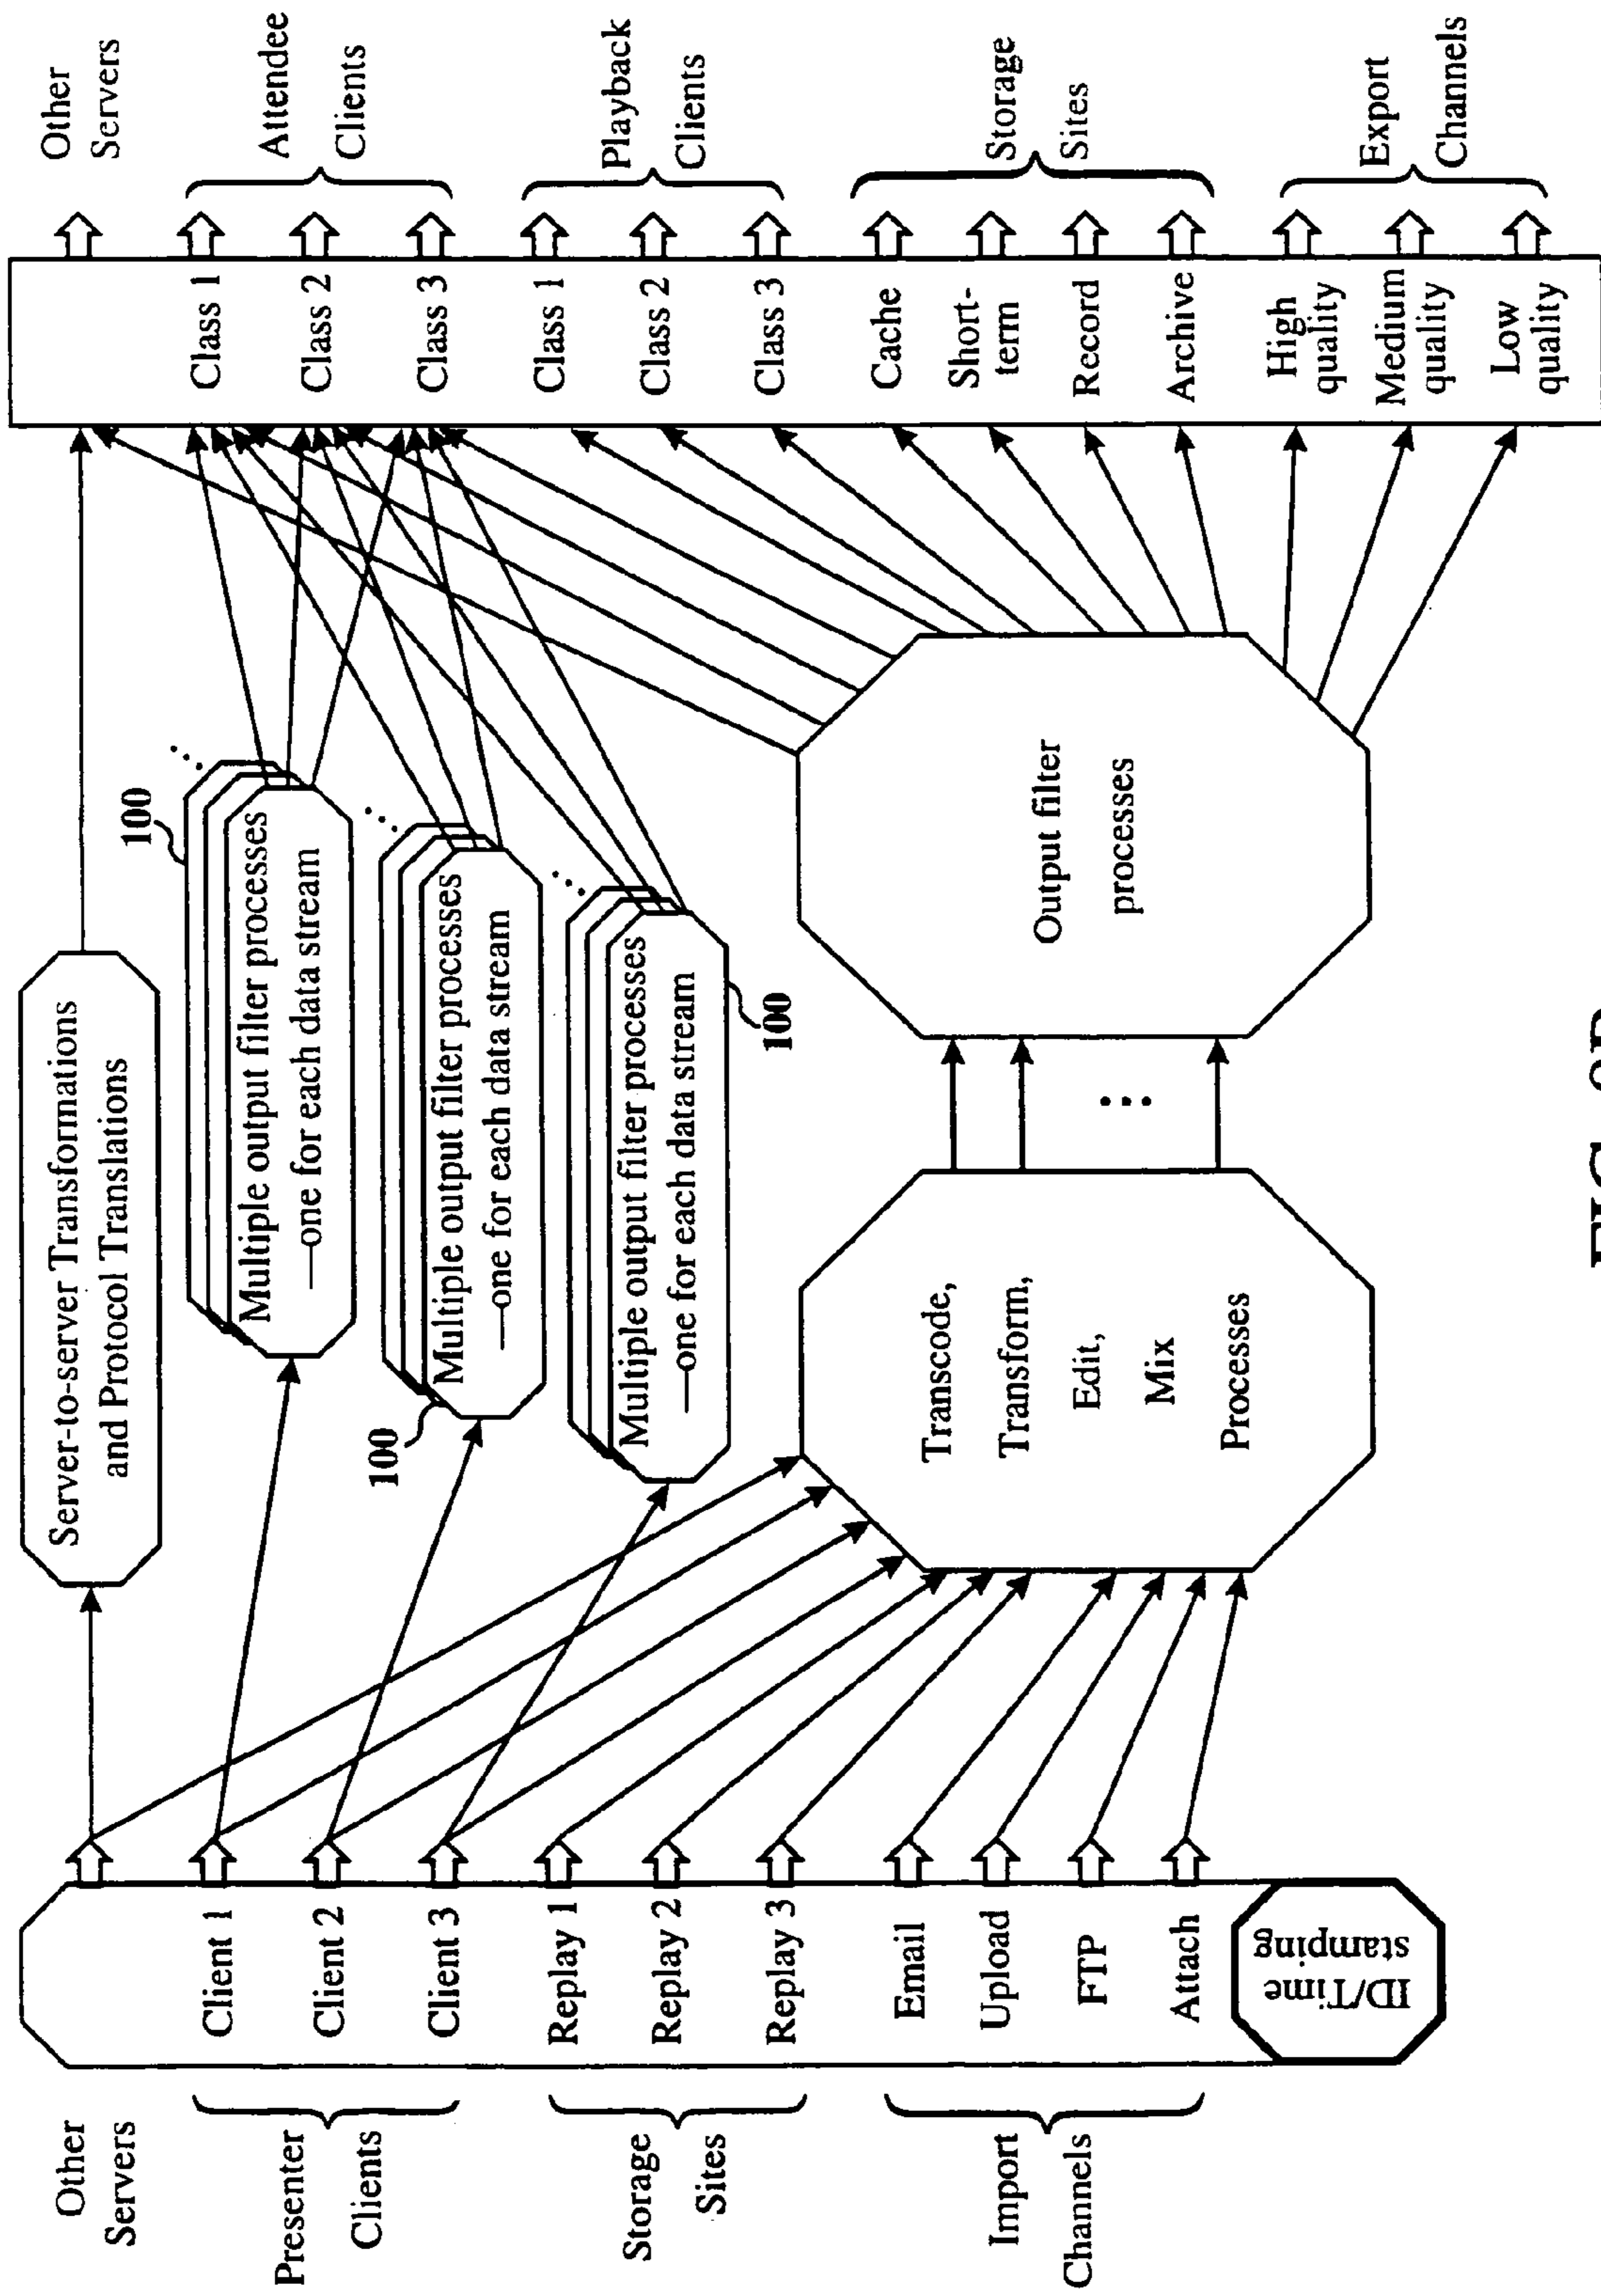 Other
Servers
Presenter
Clients
Storage
Sites
Import
Channels
Client 1
Client 2
Client 3
Replay 1
Replay 2
Replay 3
Email
Upload
FTP
Attach
ID/Time
stamping
Server-to-server Transformations
and Protocol Translations
100
Multiple output filter processes
—one for each data stream
100
Multiple output filter processes
—one for each data stream
Multiple output filter processes
—one for each data stream
100
Transcode,
Transform,
Edit,
Mix
Processes
Output filter
processes
Class 1
Class 2
Class 3
Class 1
Class 2
Class 3
Cache
Short-
term
Record
Archive
High
quality
Medium
quality
Low
quality
Other
Servers
Attendee
Clients
Playback
Clients
Storage
Sites
Export
Channels